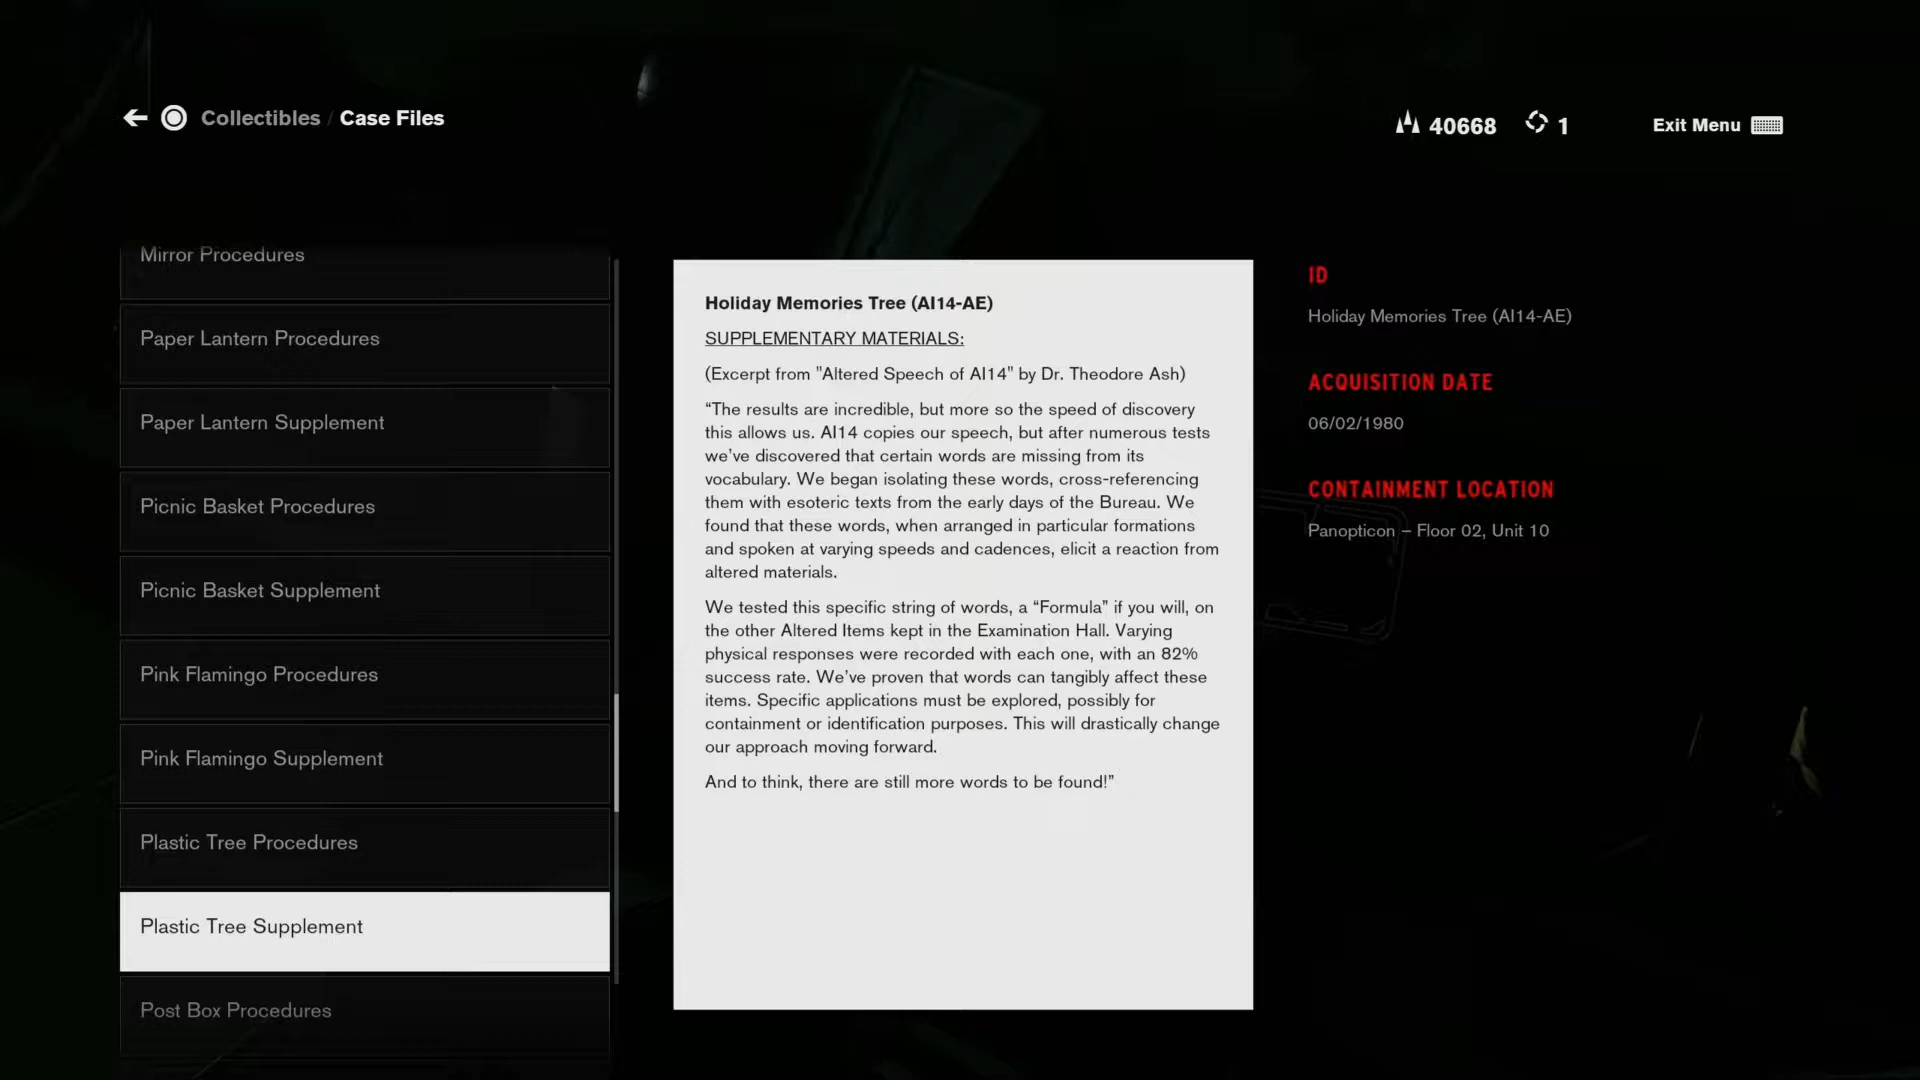 Collectibles / Case Files
40668
1
Exit Menu
Mirror Procedures
Paper Lantern Procedures
Paper Lantern Supplement
Picnic Basket Procedures
Picnic Basket Supplement
Pink Flamingo Procedures
Pink Flamingo Supplement
Plastic Tree Procedures
Plastic Tree Supplement
Post Box Procedures
Holiday Memories Tree (AI14-AE)
SUPPLEMENTARY MATERIALS:
(Excerpt from "Altered Speech of AI14" by Dr. Theodore Ash)
“The results are incredible, but more so the speed of discovery
this allows us. AI14 copies our speech, but after numerous tests
we’ve discovered that certain words are missing from its
vocabulary. We began isolating these words, cross-referencing
them with esoteric texts from the early days of the Bureau. We
found that these words, when arranged in particular formations
and spoken at varying speeds and cadences, elicit a reaction from
altered materials.
We tested this specific string of words, a “Formula” if you will, on
the other Altered Items kept in the Examination Hall. Varying
physical responses were recorded with each one, with an 82%
success rate. We’ve proven that words can tangibly affect these
items. Specific applications must be explored, possibly for
containment or identification purposes. This will drastically change
our approach moving forward.
And to think, there are still more words to be found!”
ID
Holiday Memories Tree (AI14-AE)
ACQUISITION DATE
06/02/1980
CONTAINMENT LOCATION
Panopticon – Floor 02, Unit 10